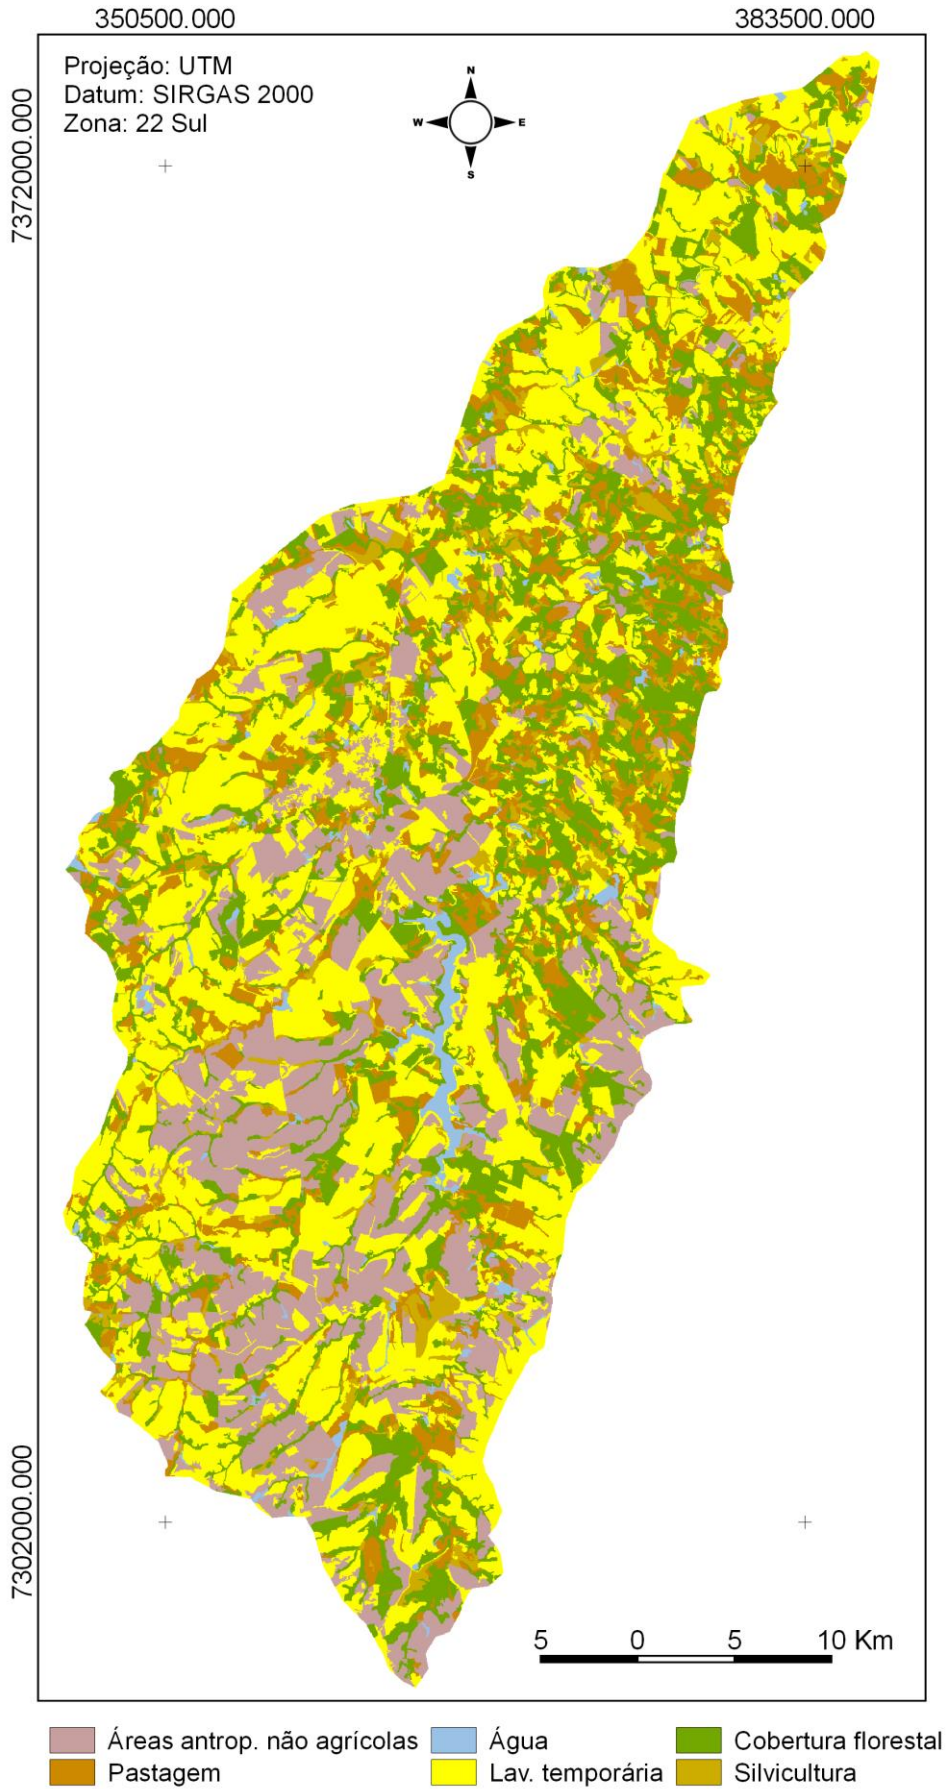 350500.000 383500.000
Projeção: UTM
Datum: SIRGAS 2000
Zona: 22 Sul
N
W E
S
7372000.000
7302000.000
5 0 5 10 Km
Áreas antrop. não agrícolas Água Cobertura florestal
Pastagem Lav. temporária Silvicultura